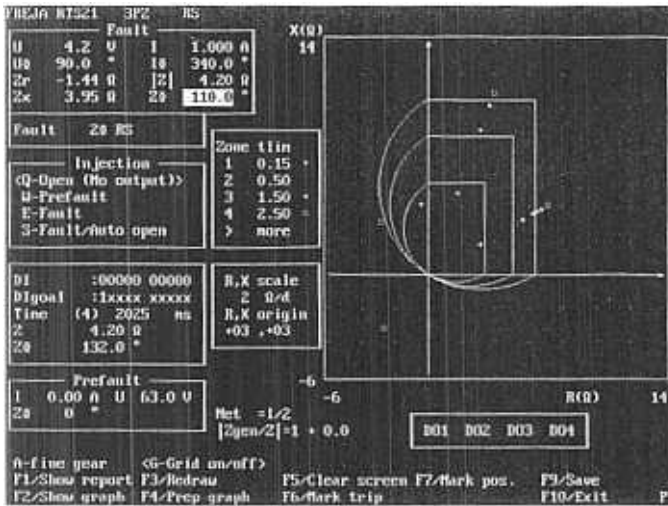 FREJA RTS21 3PZ RS
Fault
U 4.2 V I 1.000 A
UΦ 90.0 ° IΦ 340.0 °
Zr -1.44 Ω |Z| 4.20 Ω
Zx 3.95 Ω ZΦ 110.0 °
Fault ZΦ RS
Injection
<Q-Open (No output)>
W-Prefault
E-Fault
S-Fault/Auto open
Zone tlim
1 0.15 +
2 0.50
3 1.50 +
4 2.50 □
> more
DI :00000 00000
DIgoal :1xxxx xxxxx
Time (4) 2025 ms
Z 4.20 Ω
ZΦ 132.0 °
R,X scale
2 Ω/d
R,X origin
+03 ,+03
Prefault
I 0.00 A U 63.0 V
ZΦ 0 °
Met =1/2
|Zgen/Z|=1 + 0.0
X(Ω)
14
-6
-6 R(Ω) 14
DO1 DO2 DO3 DO4
A-fine gear <G-Grid on/off>
F1/Show report F3/Redraw F5/Clear screen F7/Mark pos. F9/Save
F2/Show graph F4/Prep graph F6/Mark trip F10/Exit P